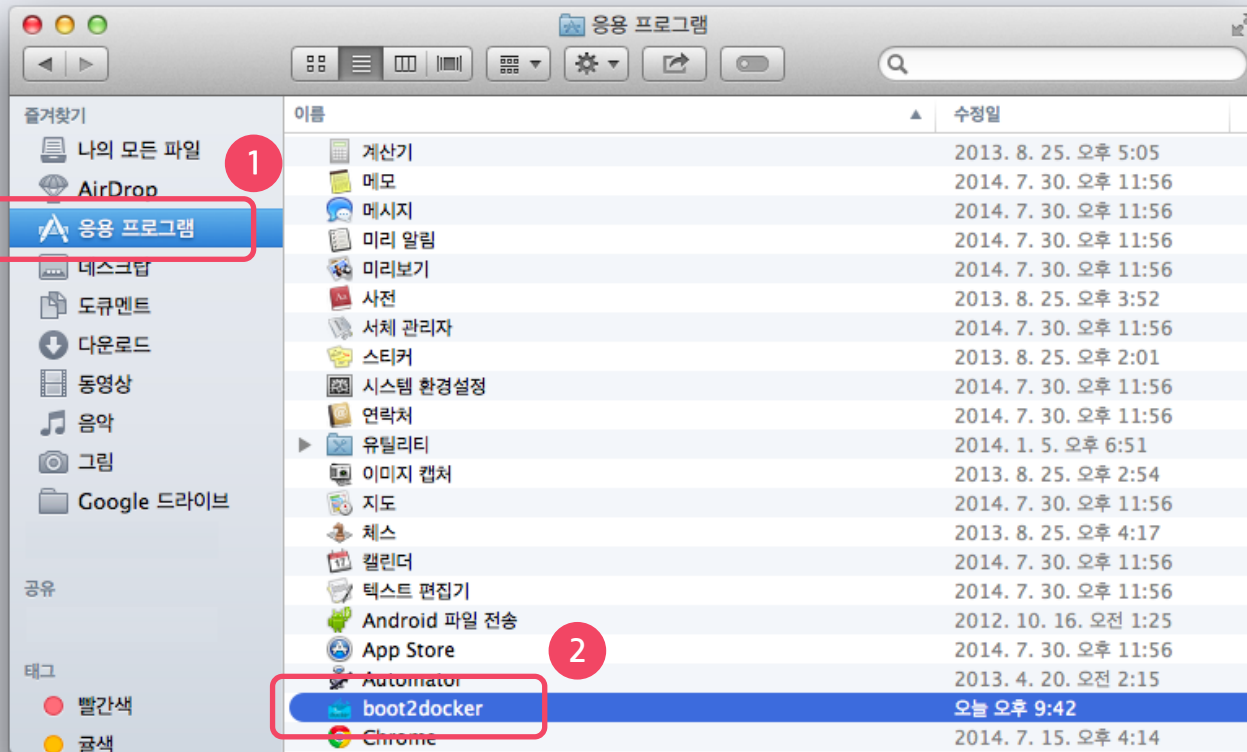 응용 프로그램
즐겨찾기
나의 모든 파일
1
AirDrop
응용 프로그램
데스크탑
도큐멘트
다운로드
동영상
음악
그림
Google 드라이브
공유
태그
빨간색
귤색
이름 수정일
계산기 2013. 8. 25. 오후 5:05
메모 2014. 7. 30. 오후 11:56
메시지 2014. 7. 30. 오후 11:56
미리 알림 2014. 7. 30. 오후 11:56
미리보기 2014. 7. 30. 오후 11:56
사전 2013. 8. 25. 오후 3:52
서체 관리자 2014. 7. 30. 오후 11:56
스티커 2013. 8. 25. 오후 2:01
시스템 환경설정 2014. 7. 30. 오후 11:56
연락처 2014. 7. 30. 오후 11:56
유틸리티 2014. 1. 5. 오후 6:51
이미지 캡처 2013. 8. 25. 오후 2:54
지도 2014. 7. 30. 오후 11:56
체스 2013. 8. 25. 오후 4:17
캘린더 2014. 7. 30. 오후 11:56
텍스트 편집기 2014. 7. 30. 오후 11:56
Android 파일 전송 2012. 10. 16. 오전 1:25
App Store 2014. 7. 30. 오후 11:56
2
Automator 2013. 4. 20. 오전 2:15
boot2docker 오늘 오후 9:42
Chrome 2014. 7. 15. 오후 4:14